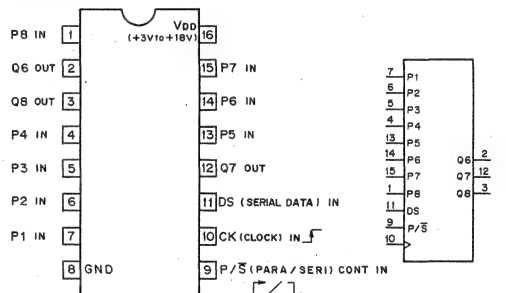 P8 IN 1
VDD (+3V to +18V) 16
Q6 OUT 2
15 P7 IN
Q8 OUT 3
14 P6 IN
P4 IN 4
13 P5 IN
P3 IN 5
12 Q7 OUT
P2 IN 6
11 DS (SERIAL DATA) IN
P1 IN 7
10 CK (CLOCK) IN
8 GND
9 P/S̅ (PARA / SERI) CONT IN
7 P1
6 P2
5 P3
4 P4
13 P5
14 P6 Q6 2
15 P7 Q7 12
1 P8 Q8 3
11 DS
9 P/S̅
10 >